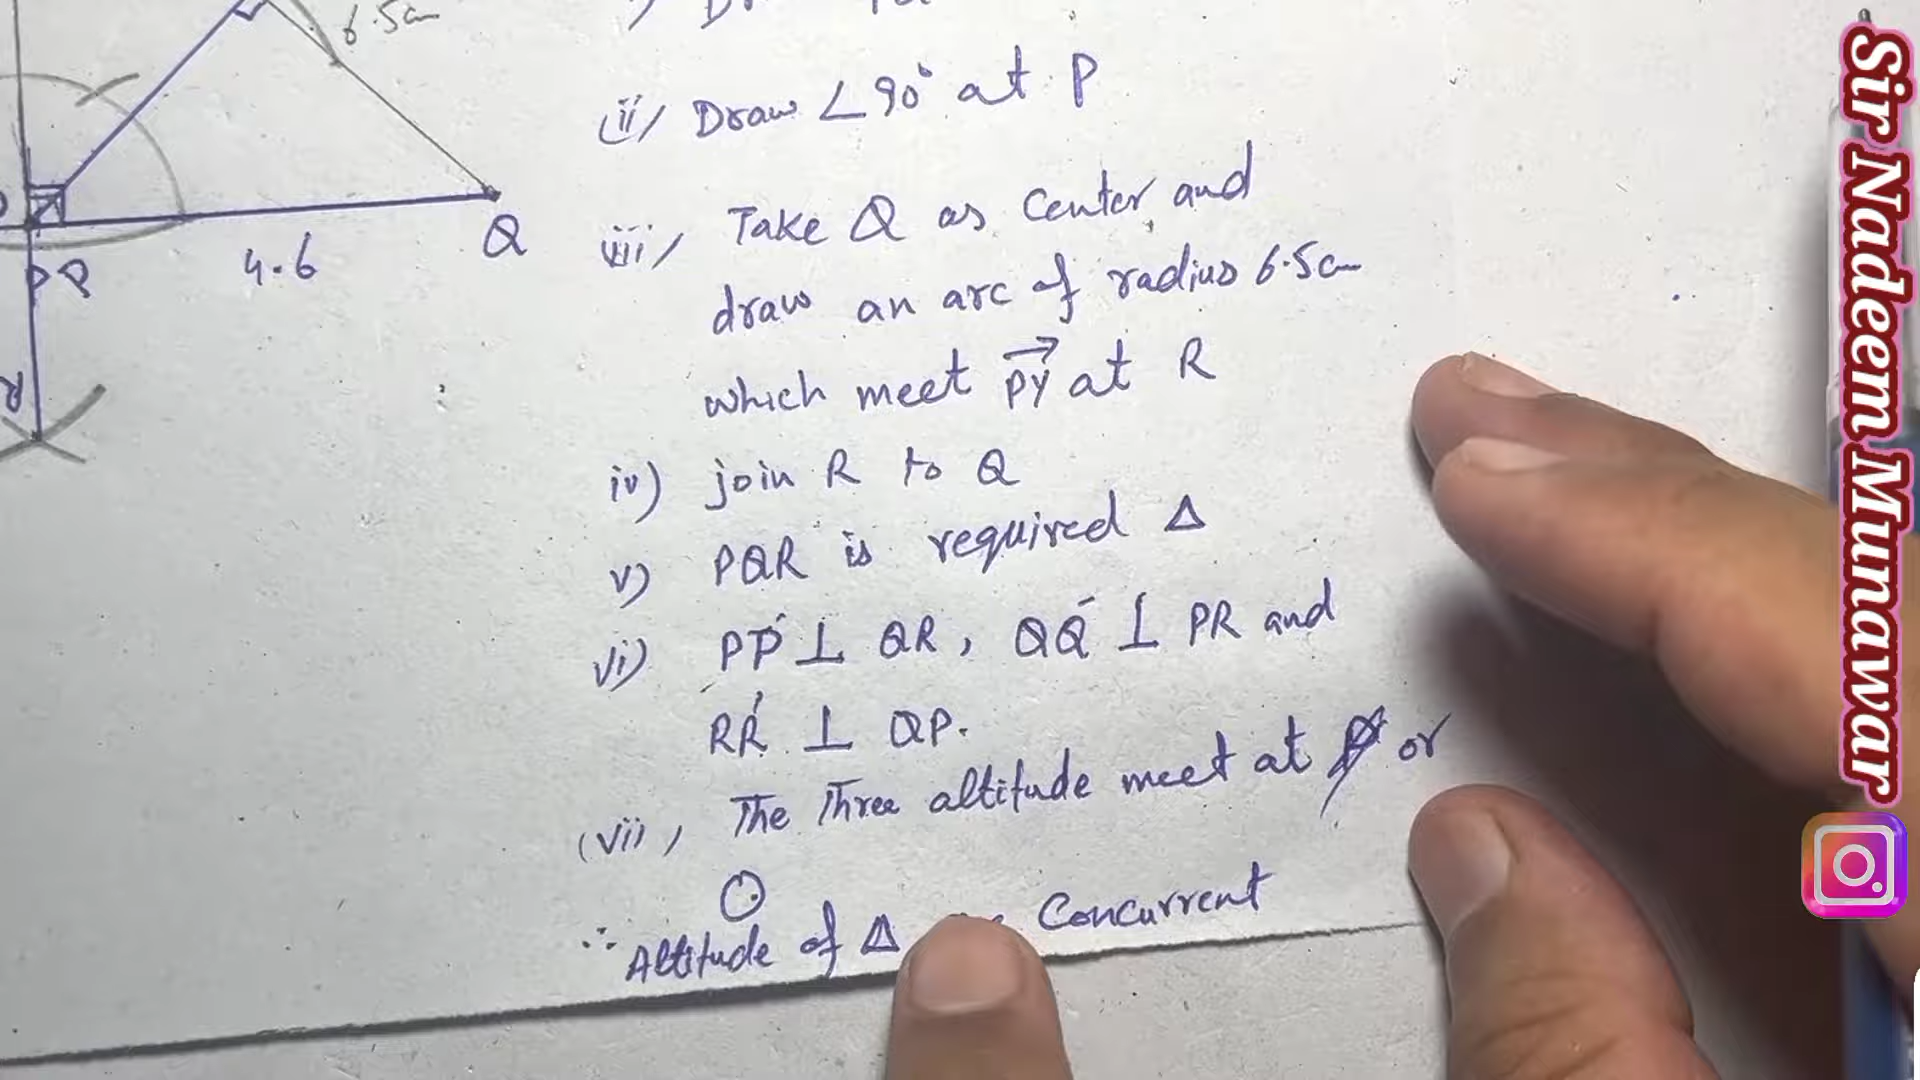 6.5cm
4.6
Q
P
R
(ii) Draw ∠90° at P
iii) Take Q as Center and
draw an arc of radius 6.5cm
which meet PY→ at R
iv) join R to Q
v) PQR is required Δ
vi) PP' ⊥ QR, QQ' ⊥ PR and
RR' ⊥ QP.
(vii) The Three altitude meet at or
O
∴ Altitude of Δ Concurrent
Sir Nadeem Munawar